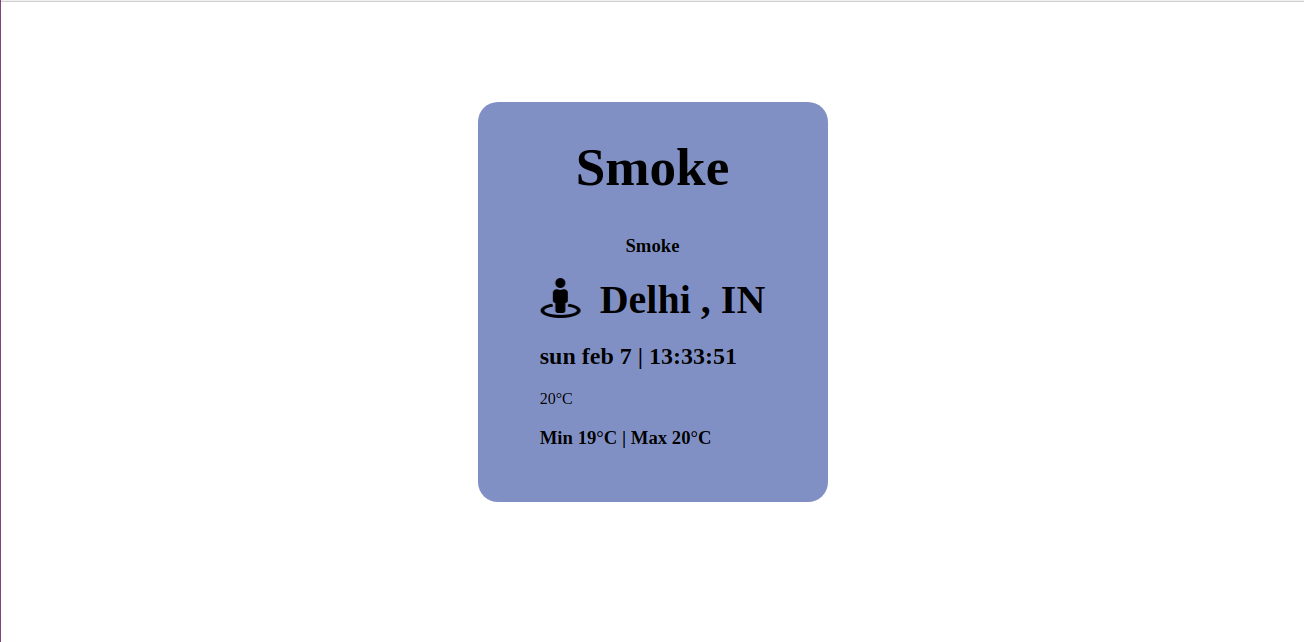 Smoke
Smoke
Delhi , IN
sun feb 7 | 13:33:51
20°C
Min 19°C | Max 20°C